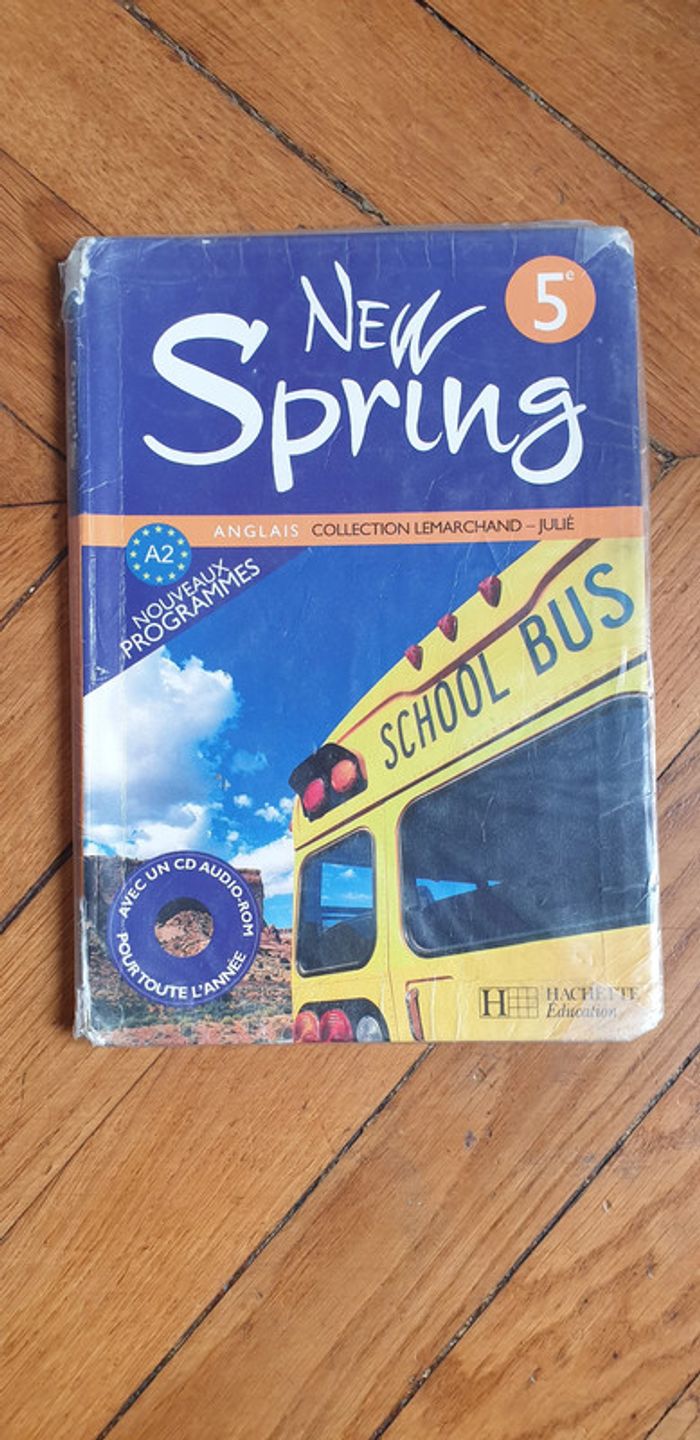 NEW
5e
Spring
ANGLAIS COLLECTION LEMARCHAND – JULIÉ
A2
NOUVEAUX
PROGRAMMES
SCHOOL BUS
AVEC UN CD AUDIO-ROM
POUR TOUTE L'ANNÉE
H HACHETTE
Éducation